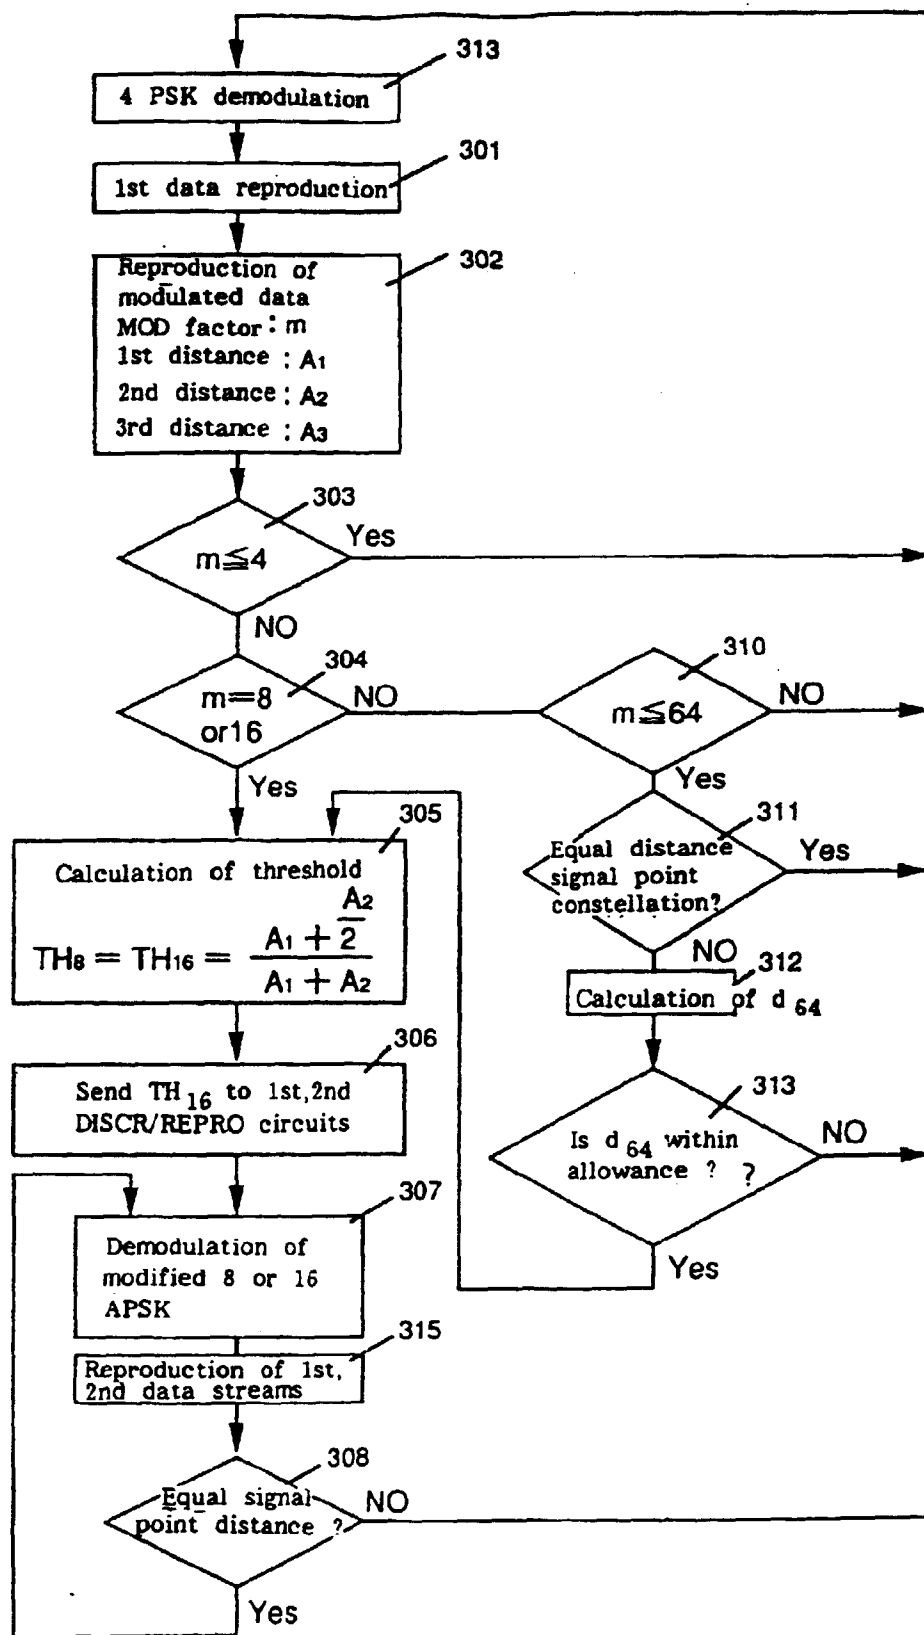 313
4 PSK demodulation
301
1st data reproduction
302
Reproduction of
modulated data
MOD factor : m
1st distance : A1
2nd distance : A2
3rd distance : A3
303
m≦4
Yes
NO
304
m=8
or16
NO
Yes
310
m≦64
NO
Yes
311
Equal distance
signal point
constellation?
Yes
NO
312
Calculation of d 64
313
Is d 64 within
allowance ? ?
NO
Yes
305
Calculation of threshold
TH8 = TH16 = (A1 + A2/2) / (A1 + A2)
306
Send TH16 to 1st,2nd
DISCR/REPRO circuits
307
Demodulation of
modified 8 or 16
APSK
315
Reproduction of 1st,
2nd data streams
308
Equal signal
point distance ?
NO
Yes